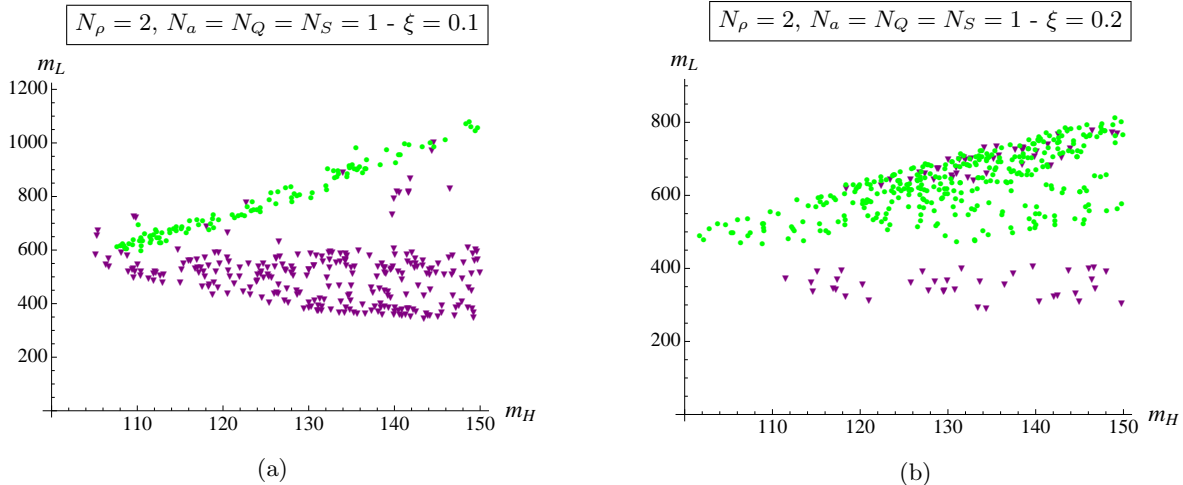 N_ρ = 2, N_a = N_Q = N_S = 1 - ξ = 0.1
m_L
1200
1000
800
600
400
200
0
110 120 130 140 150
m_H
(a)
N_ρ = 2, N_a = N_Q = N_S = 1 - ξ = 0.2
m_L
800
600
400
200
110 120 130 140 150
m_H
(b)